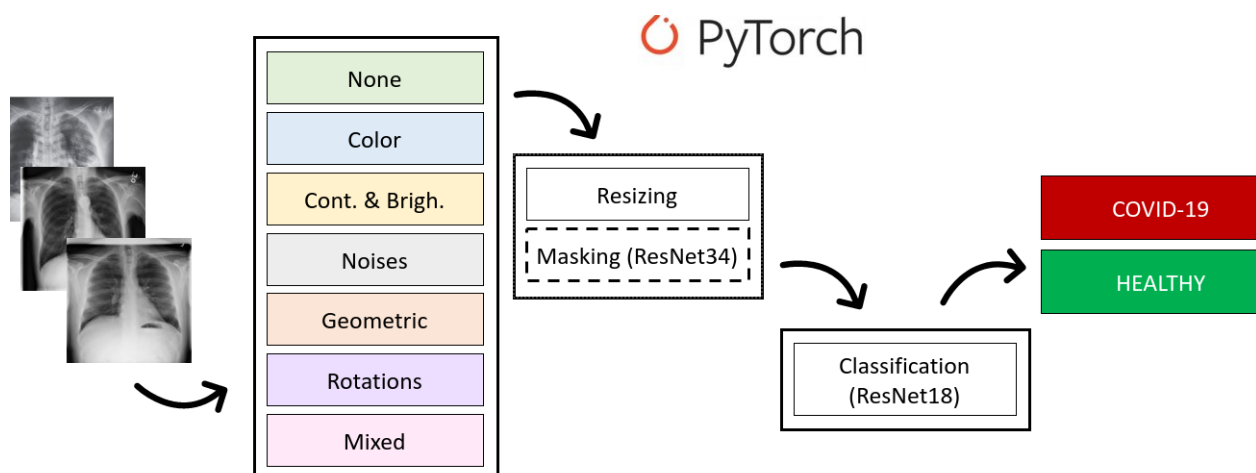 PyTorch
None
Color
Cont. & Brigh.
Noises
Geometric
Rotations
Mixed
Resizing
Masking (ResNet34)
Classification
(ResNet18)
COVID-19
HEALTHY